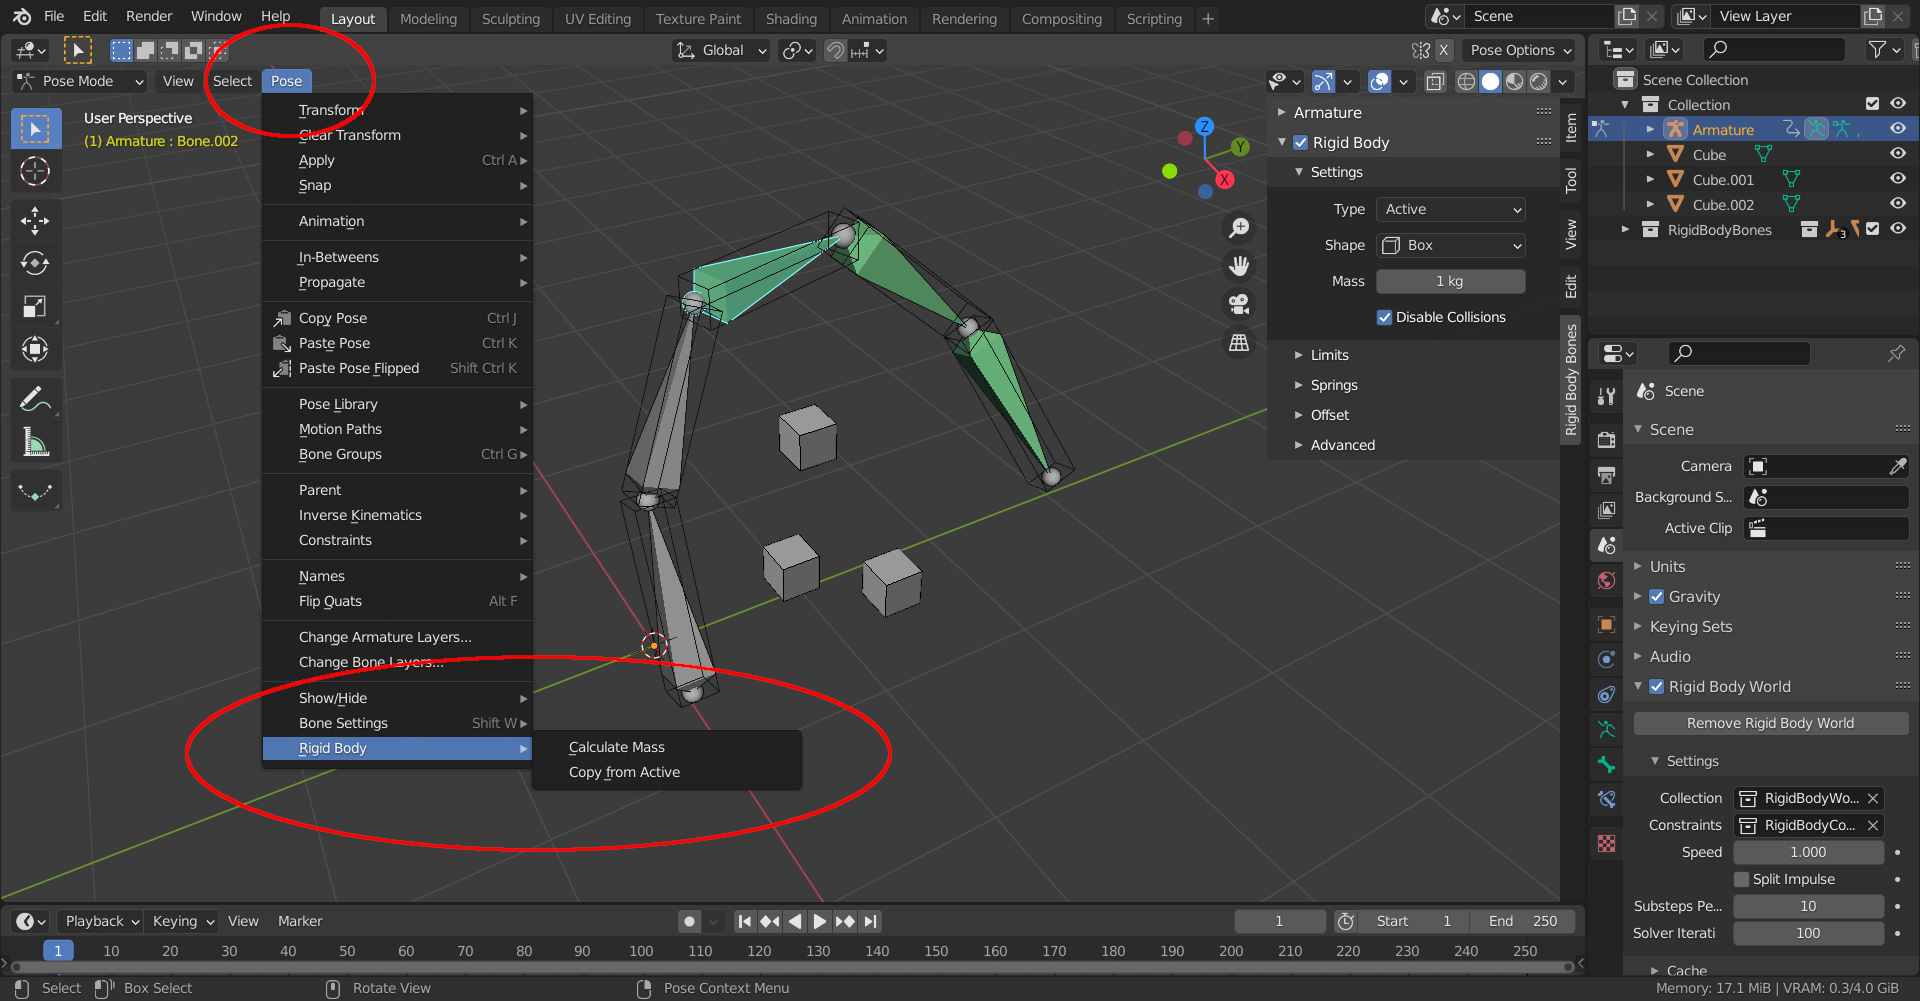 File Edit Render Window Help Layout Modeling Sculpting UV Editing Texture Paint Shading Animation Rendering Compositing Scripting + Scene View Layer
Global X Pose Options
Pose Mode View Select Pose
User Perspective
(1) Armature : Bone.002
Transform
Clear Transform
Apply Ctrl A
Snap
Animation
In-Betweens
Propagate
Copy Pose Ctrl J
Paste Pose Ctrl K
Paste Pose Flipped Shift Ctrl K
Pose Library
Motion Paths
Bone Groups Ctrl G
Parent
Inverse Kinematics
Constraints
Names
Flip Quats Alt F
Change Armature Layers...
Change Bone Layers...
Show/Hide
Bone Settings Shift W
Rigid Body
Calculate Mass
Copy from Active
Z
Y
X
Armature
Rigid Body
Settings
Type Active
Shape Box
Mass 1 kg
Disable Collisions
Limits
Springs
Offset
Advanced
Item
Tool
View
Edit
Rigid Body Bones
Scene Collection
Collection
Armature
Cube
Cube.001
Cube.002
RigidBodyBones 3
Scene
Scene
Camera
Background S...
Active Clip
Units
Gravity
Keying Sets
Audio
Rigid Body World
Remove Rigid Body World
Settings
Collection RigidBodyWo...
Constraints RigidBodyCo...
Speed 1.000
Split Impulse
Substeps Pe... 10
Solver Iterati 100
Cache
Playback Keying View Marker 1 Start 1 End 250
1 10 20 30 40 50 60 70 80 90 100 110 120 130 140 150 160 170 180 190 200 210 220 230 240 250
Select Box Select Rotate View Pose Context Menu Memory: 17.1 MiB | VRAM: 0.3/4.0 GiB